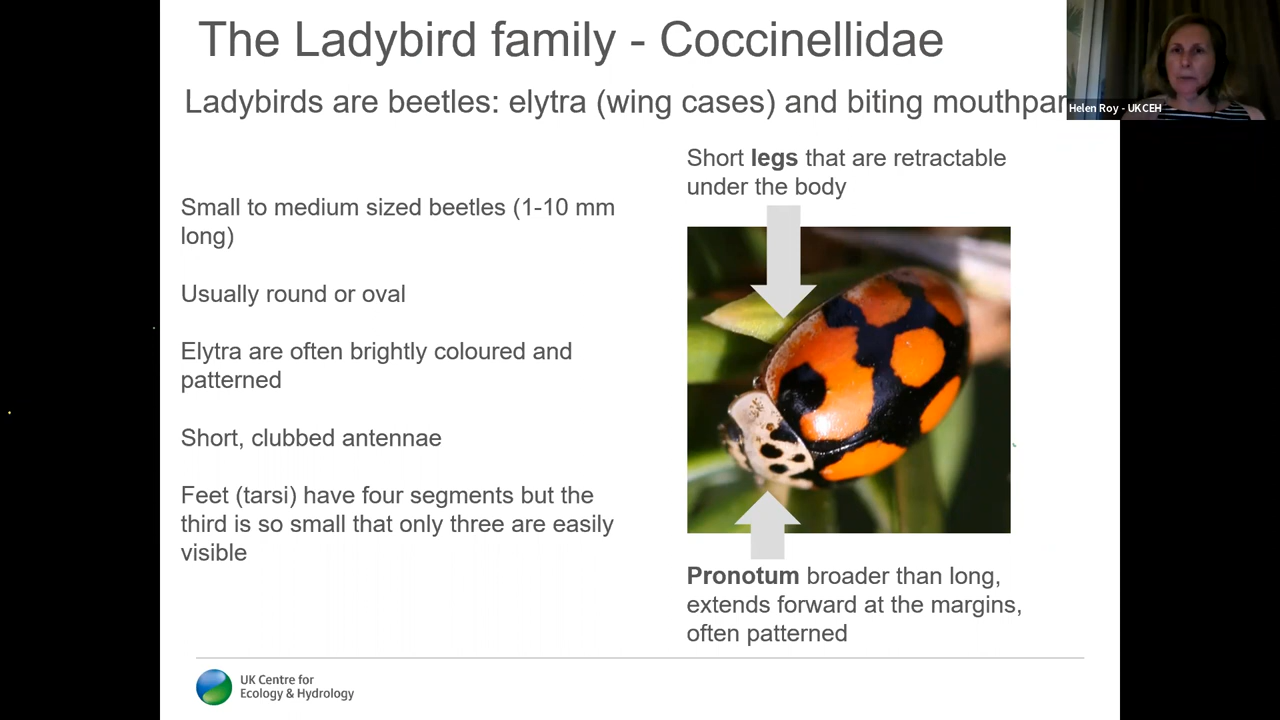 The Ladybird family - Coccinellidae
Ladybirds are beetles: elytra (wing cases) and biting mouthpar
Helen Roy - UKCEH
Short legs that are retractable
under the body
Small to medium sized beetles (1-10 mm
long)
Usually round or oval
Elytra are often brightly coloured and
patterned
Short, clubbed antennae
Feet (tarsi) have four segments but the
third is so small that only three are easily
visible
Pronotum broader than long,
extends forward at the margins,
often patterned
UK Centre for
Ecology & Hydrology